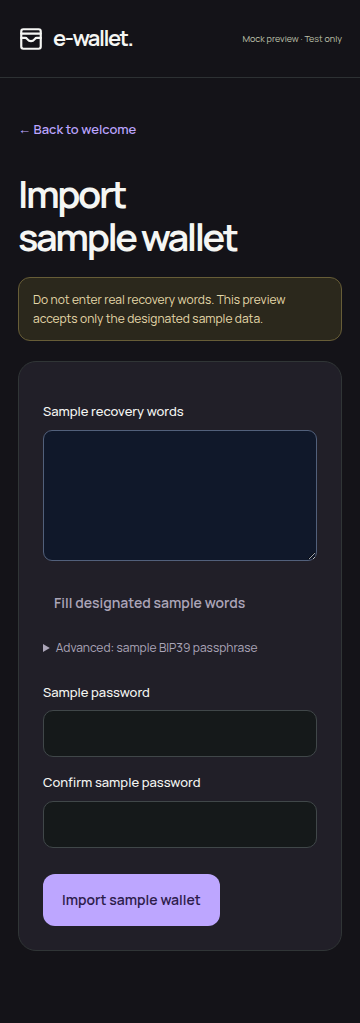 e-wallet.
Mock preview · Test only
← Back to welcome
Import
sample wallet
Do not enter real recovery words. This preview
accepts only the designated sample data.
Sample recovery words
Fill designated sample words
▶ Advanced: sample BIP39 passphrase
Sample password
Confirm sample password
Import sample wallet